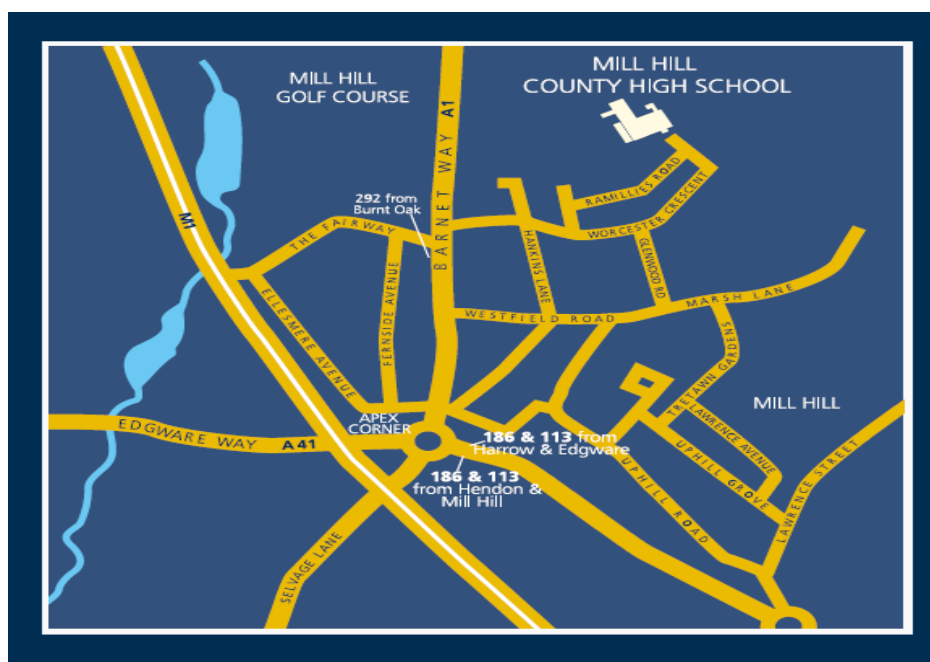 MILL HILL
GOLF COURSE
MILL HILL
COUNTY HIGH SCHOOL
BARNET WAY A1
M1
292 from
Burnt Oak
THE FAIRWAY
RAMILLIES ROAD
WORCESTER CRESCENT
HANKINS LANE
GLENWOOD RD
ELLESMERE AVENUE
FERNSIDE AVENUE
WESTFIELD ROAD
MARSH LANE
TRETAWN GARDENS
MILL HILL
LAWRENCE AVENUE
APEX
CORNER
EDGWARE WAY A41
186 & 113 from
Harrow & Edgware
186 & 113
from Hendon &
Mill Hill
UPHILL ROAD
UPHILL GROVE
LAWRENCE STREET
SELVAGE LANE